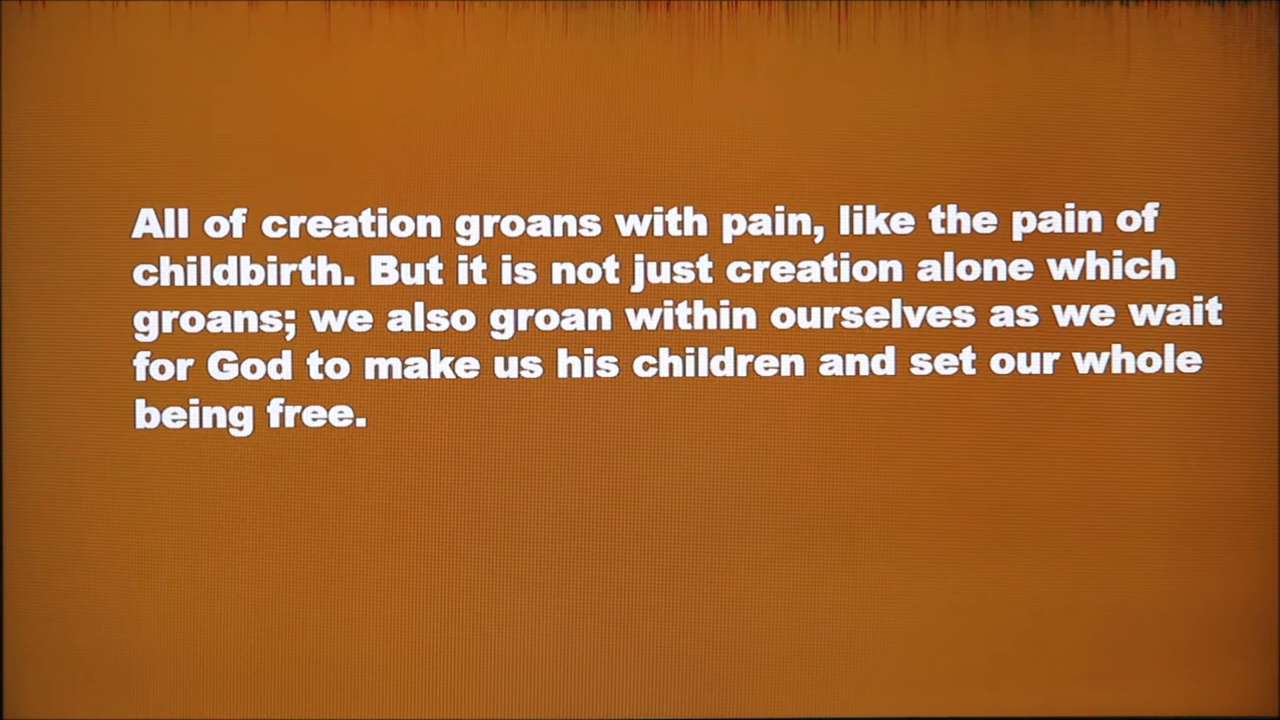 All of creation groans with pain, like the pain of
childbirth. But it is not just creation alone which
groans; we also groan within ourselves as we wait
for God to make us his children and set our whole
being free.